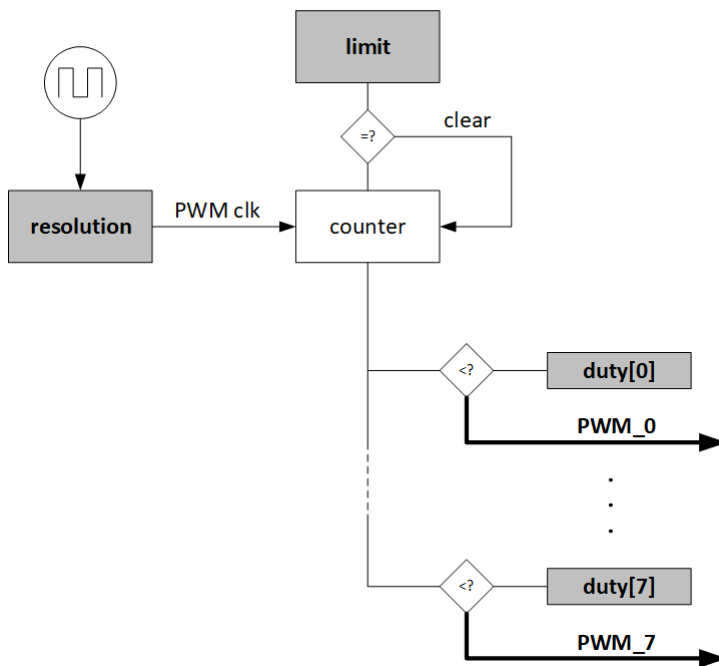 limit
=?
clear
resolution
PWM clk
counter
<?
duty[0]
PWM_0
<?
duty[7]
PWM_7